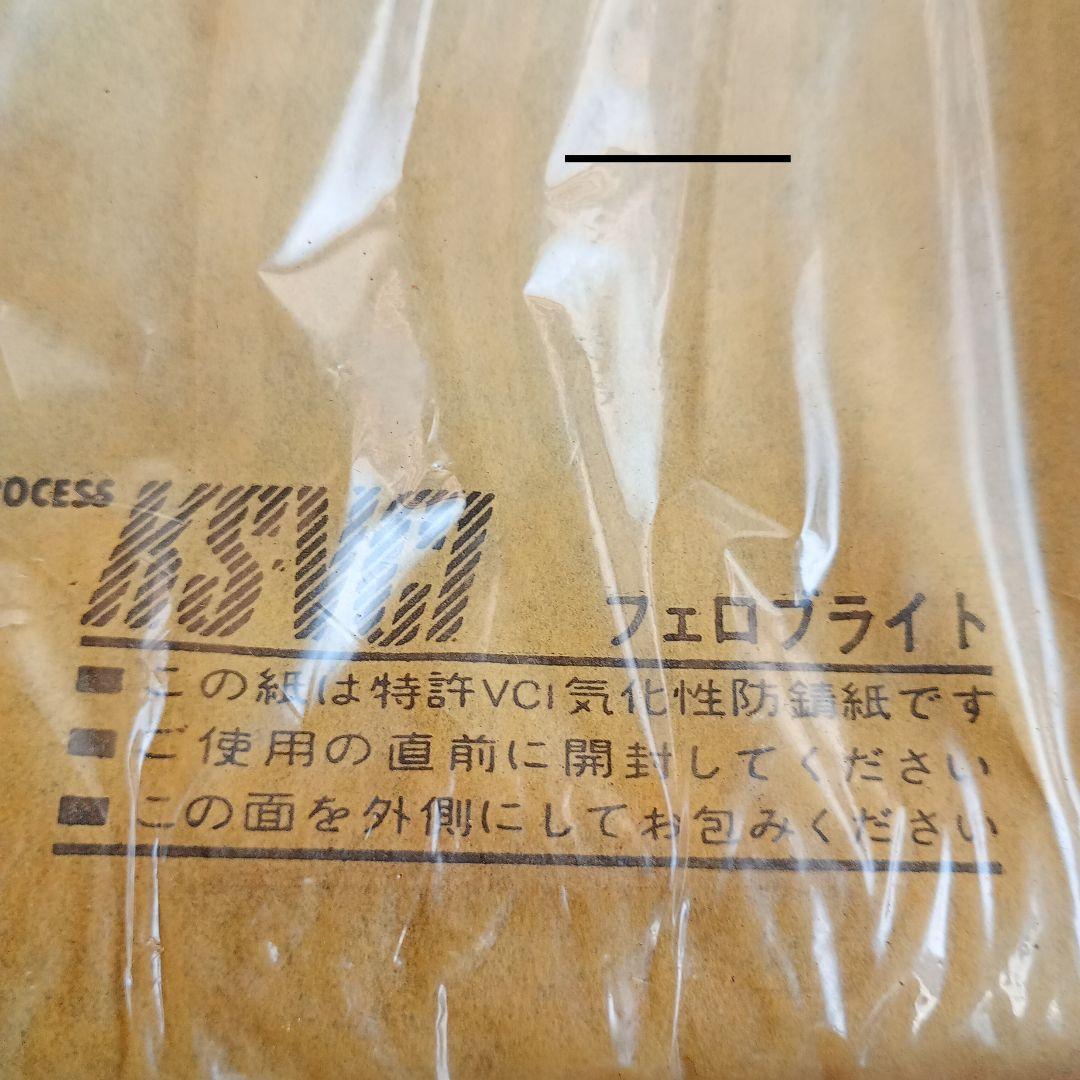 KS-VCI
フェロブライト
この紙は特許VCI気化性防錆紙です
ご使用の直前に開封してください
この面を外側にしてお包みください